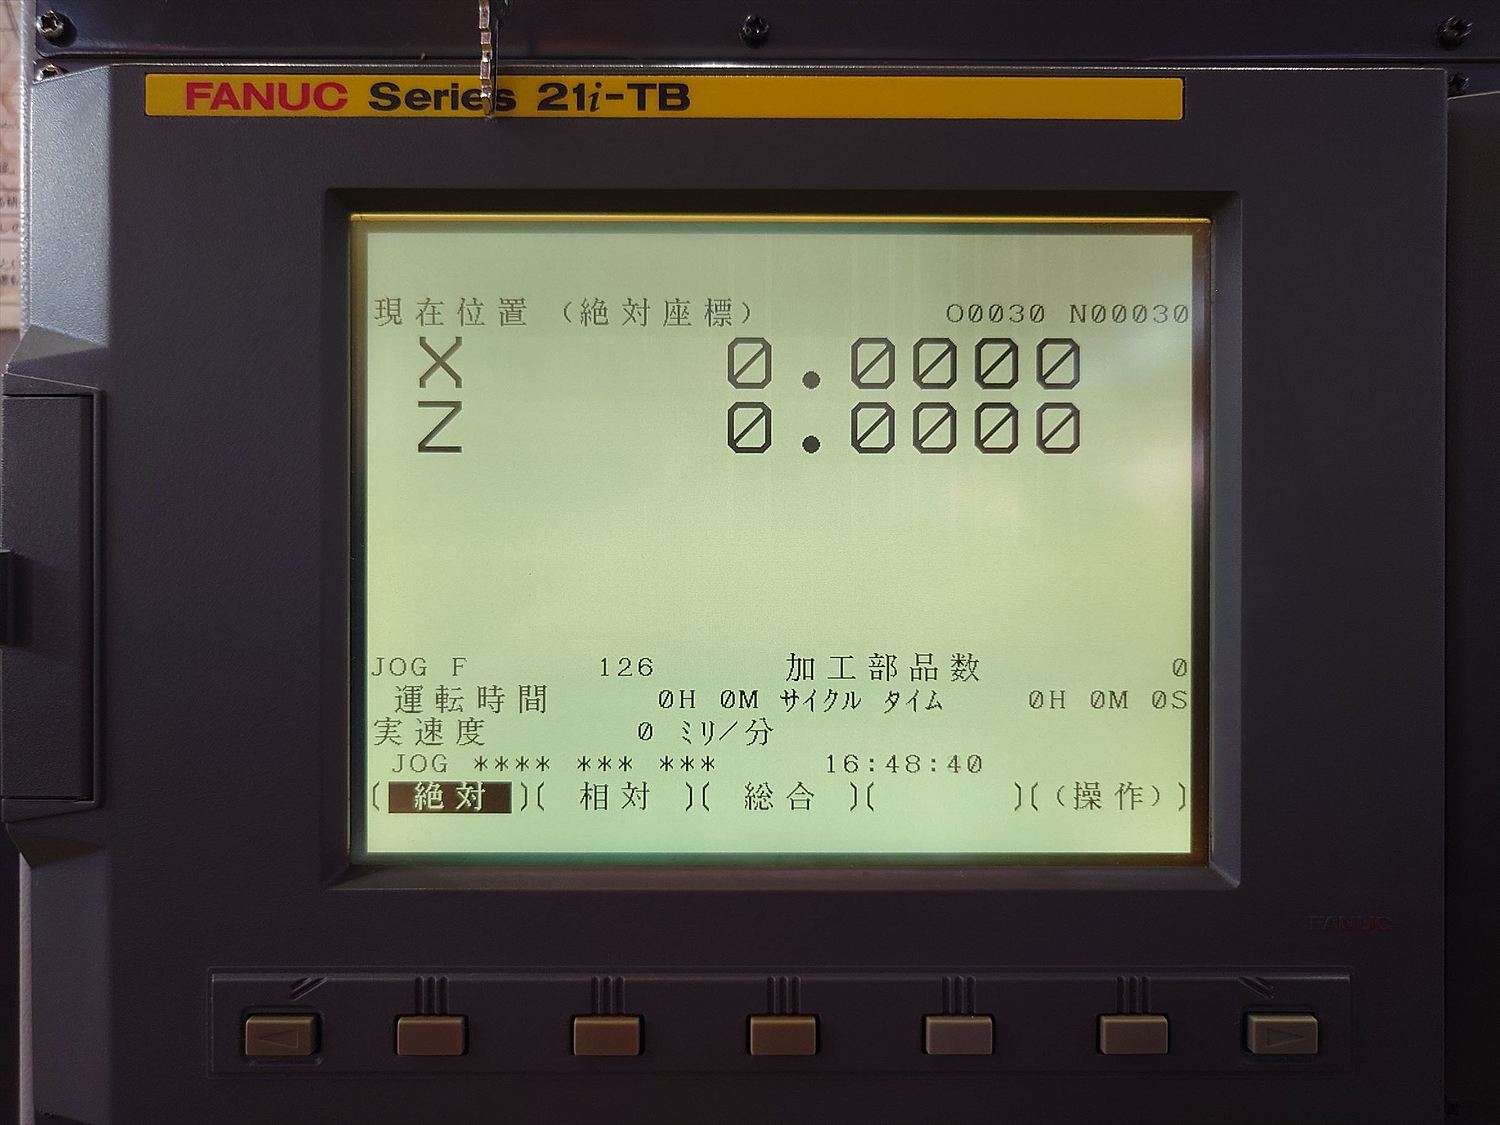 FANUC Series 21i-TB
現在位置（絶対座標） O0030 N00030
X 0.0000
Z 0.0000
JOG F 126 加工部品数 0
運転時間 0H 0M サイクル タイム 0H 0M 0S
実速度 0 ミリ/分
JOG **** *** *** 16:48:40
[ 絶対 ][ 相対 ][ 総合 ][ ][（操作）]
FANUC